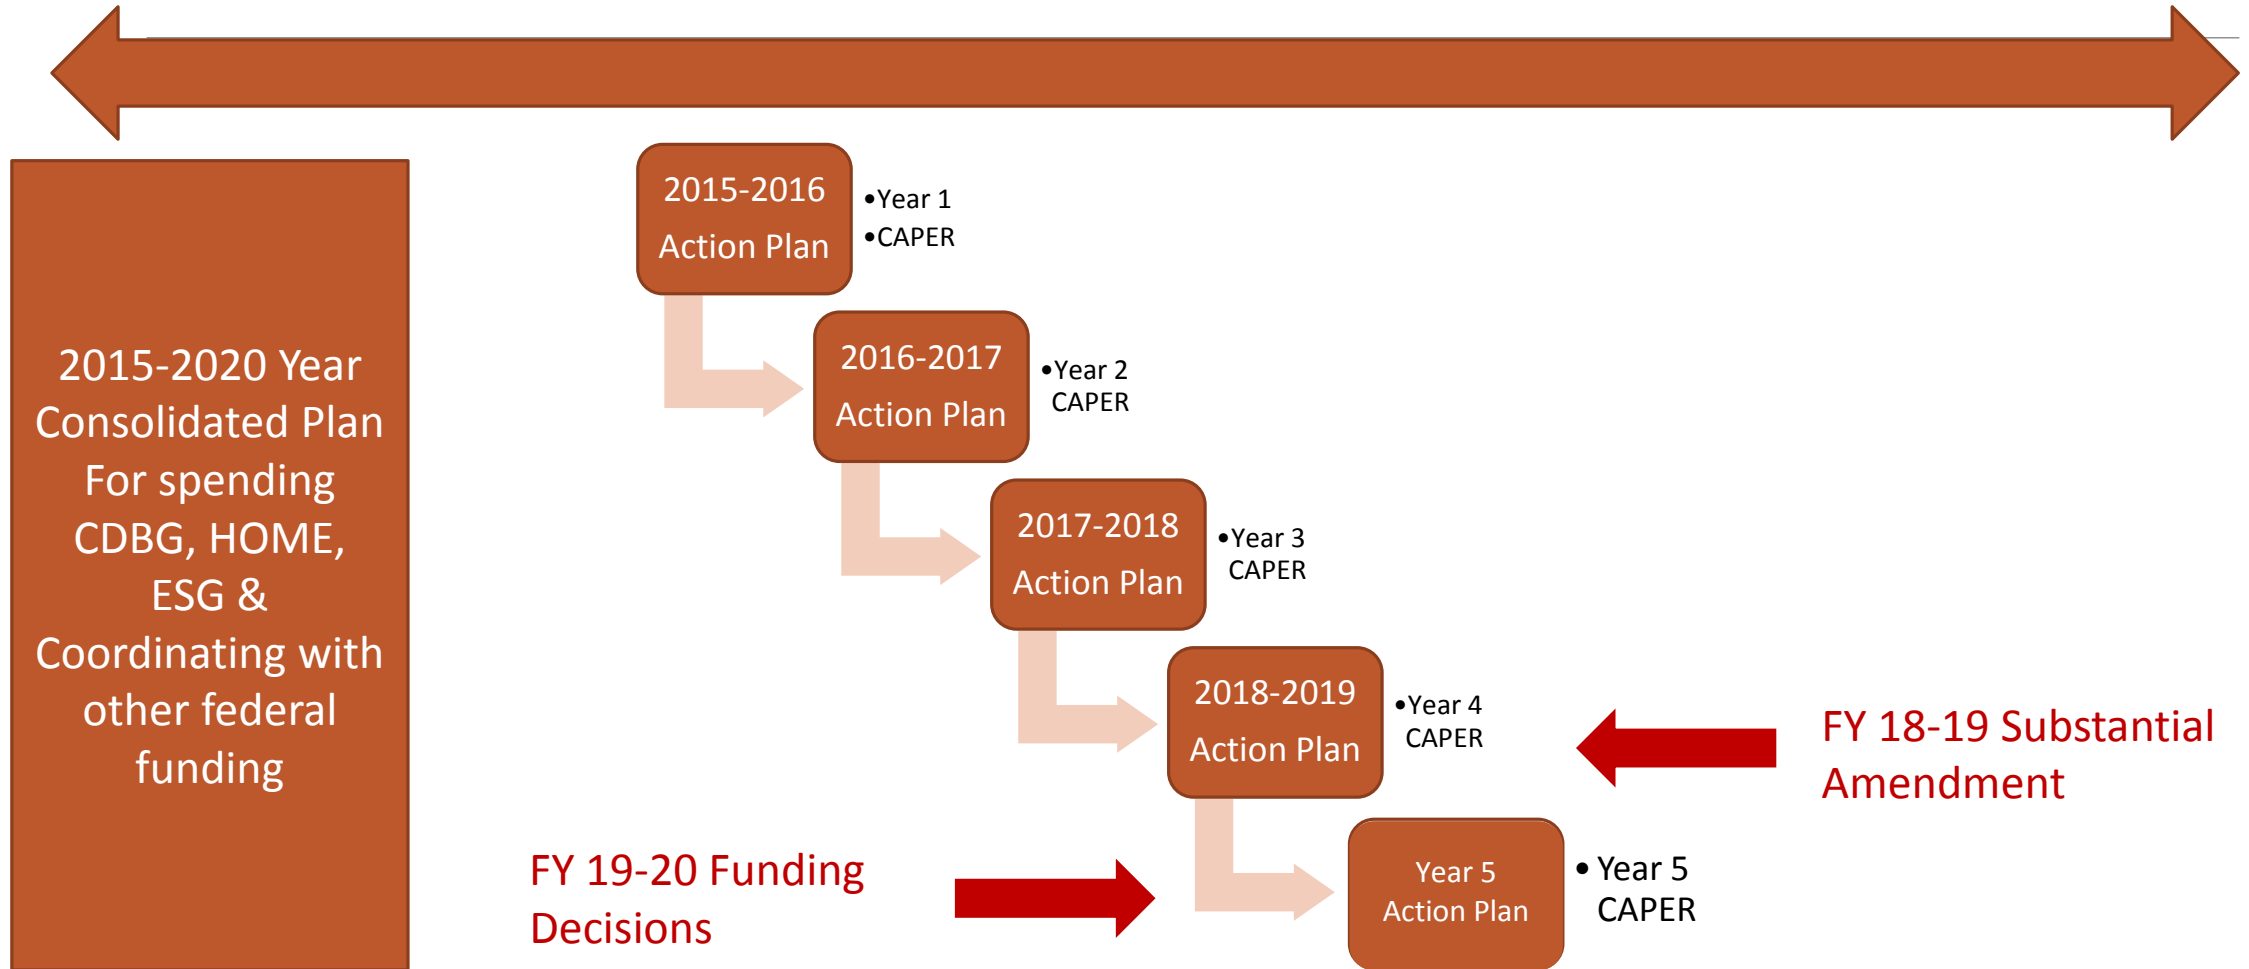 2015-2020 Year
Consolidated Plan
For spending
CDBG, HOME,
ESG &
Coordinating with
other federal
funding
2015-2016
Action Plan
•Year 1
•CAPER
2016-2017
Action Plan
•Year 2
CAPER
2017-2018
Action Plan
•Year 3
CAPER
2018-2019
Action Plan
•Year 4
CAPER
FY 18-19 Substantial
Amendment
FY 19-20 Funding
Decisions
Year 5
Action Plan
• Year 5
CAPER